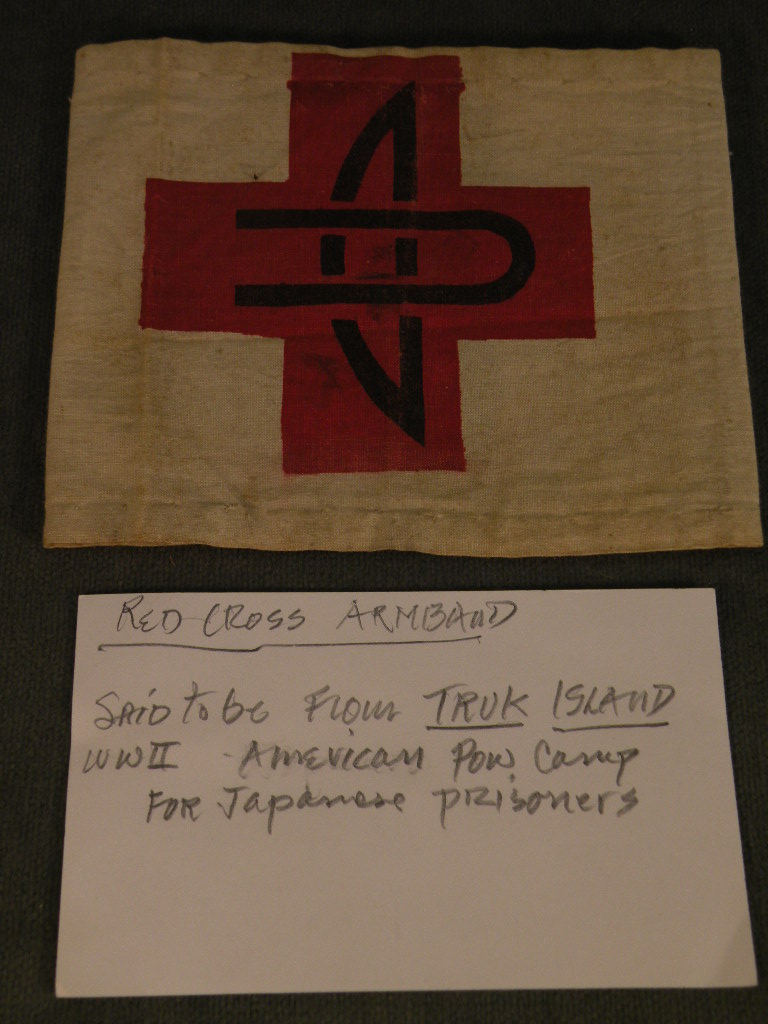 RED CROSS ARMBAND
SAID to be From TRUK ISLAND
WWII - American POW Camp
FOR Japanese prisoners